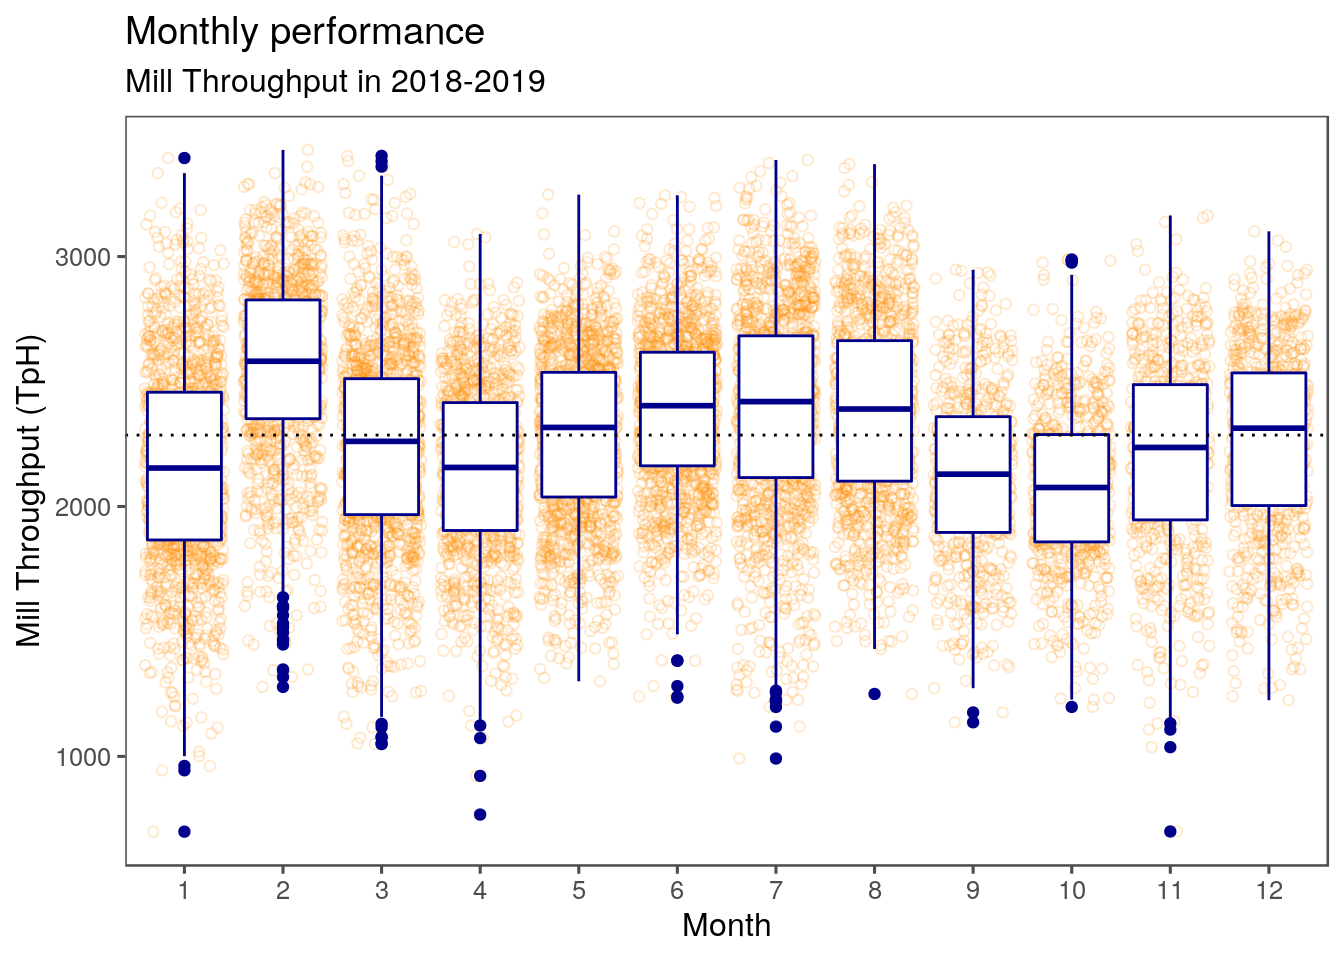 Monthly performance
Mill Throughput in 2018-2019
Mill Throughput (TpH)
3000
2000
1000
1 2 3 4 5 6 7 8 9 10 11 12
Month